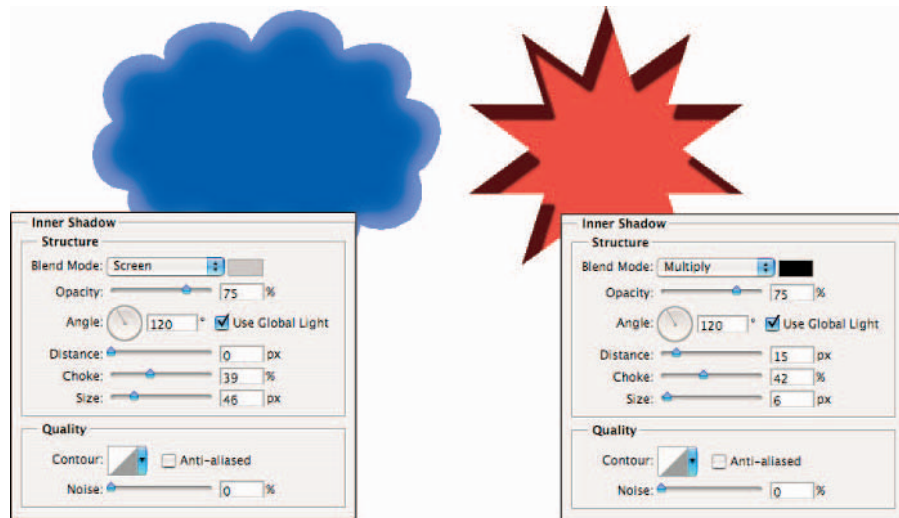 Inner Shadow
Structure
Blend Mode: Screen
Opacity: 75 %
Angle: 120 ° Use Global Light
Distance: 0 px
Choke: 39 %
Size: 46 px
Quality
Contour: Anti-aliased
Noise: 0 %
Inner Shadow
Structure
Blend Mode: Multiply
Opacity: 75 %
Angle: 120 ° Use Global Light
Distance: 15 px
Choke: 42 %
Size: 6 px
Quality
Contour: Anti-aliased
Noise: 0 %